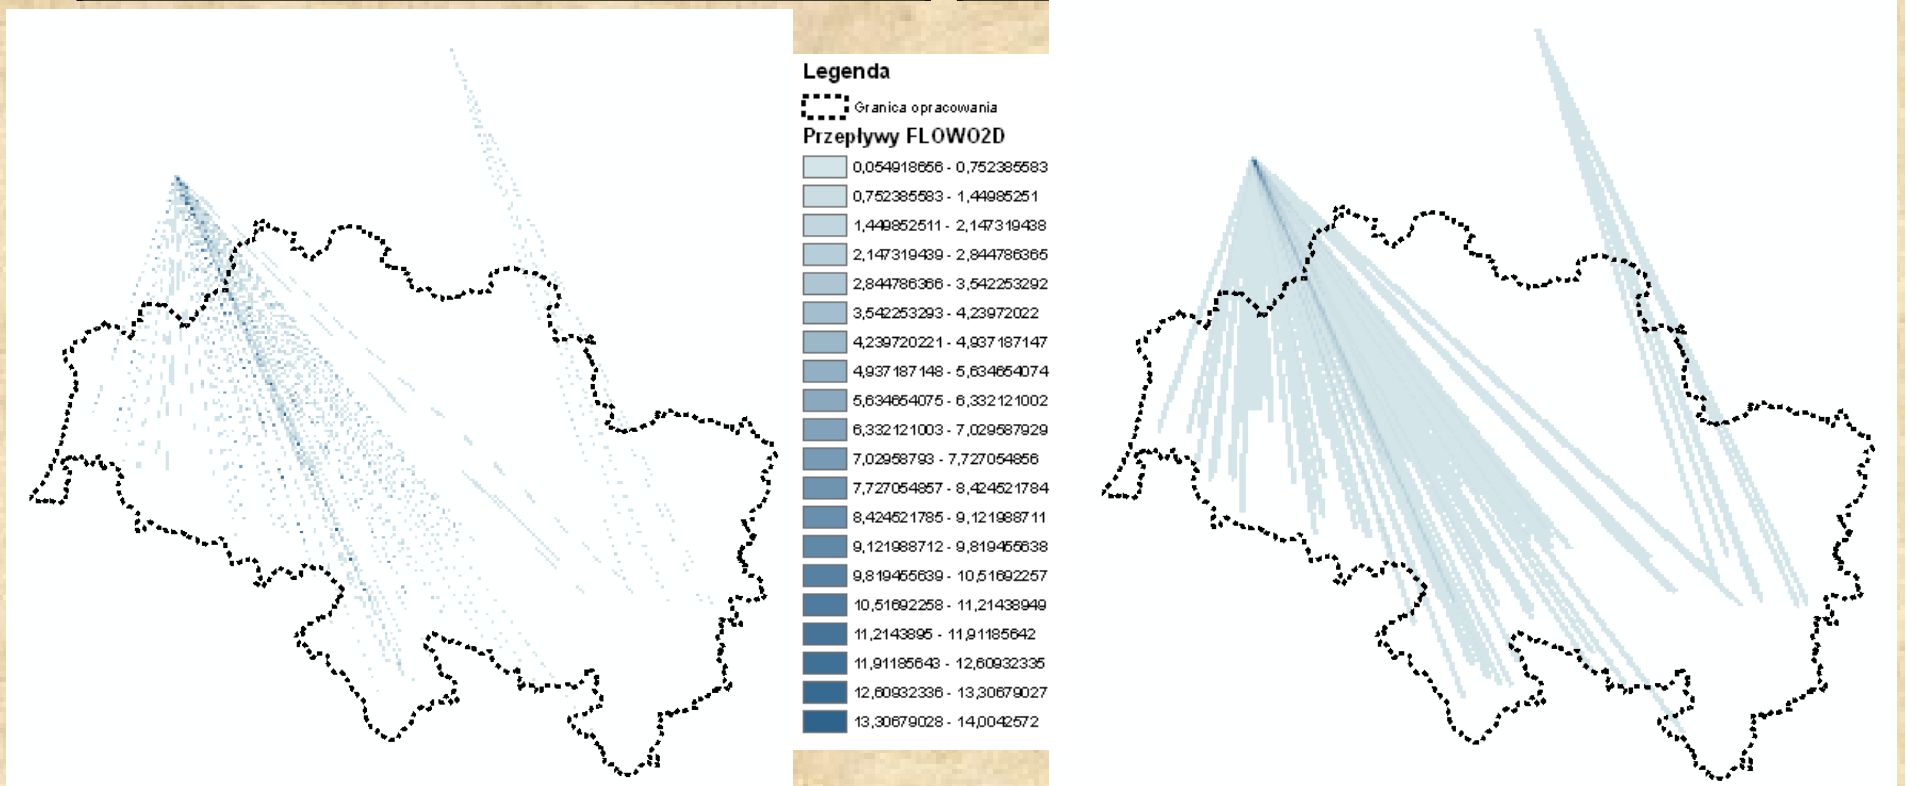 Legenda
Granica opracowania
Przepływy FLOWO2D
0,054918656 - 0,752385583
0,752385583 - 1,44985251
1,449852511 - 2,147319438
2,147319439 - 2,844786365
2,844786366 - 3,542253292
3,542253293 - 4,23972022
4,239720221 - 4,937187147
4,937187148 - 5,634654074
5,634654075 - 6,332121002
6,332121003 - 7,029587929
7,02958793 - 7,727054856
7,727054857 - 8,424521784
8,424521785 - 9,121988711
9,121988712 - 9,819455638
9,819455639 - 10,51692257
10,51692258 - 11,21438949
11,2143895 - 11,91185642
11,91185643 - 12,60932335
12,60932336 - 13,30679027
13,30679028 - 14,0042572